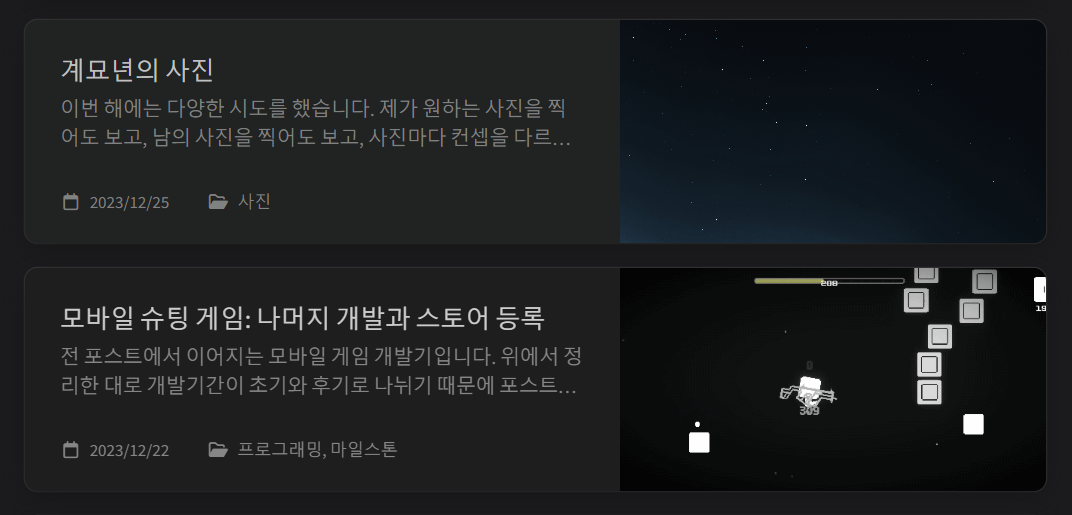 계묘년의 사진
이번 해에는 다양한 시도를 했습니다. 제가 원하는 사진을 찍
어도 보고, 남의 사진을 찍어도 보고, 사진마다 컨셉을 다르…
2023/12/25 사진
모바일 슈팅 게임: 나머지 개발과 스토어 등록
전 포스트에서 이어지는 모바일 게임 개발기입니다. 위에서 정
리한 대로 개발기간이 초기와 후기로 나뉘기 때문에 포스트…
2023/12/22 프로그래밍, 마일스톤
208
0
309